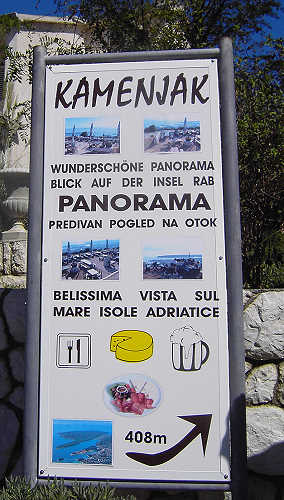 KAMENJAK
WUNDERSCHÖNE PANORAMA
BLICK AUF DER INSEL RAB
PANORAMA
PREDIVAN POGLED NA OTOK
BELISSIMA VISTA SUL
MARE ISOLE ADRIATICE
408m